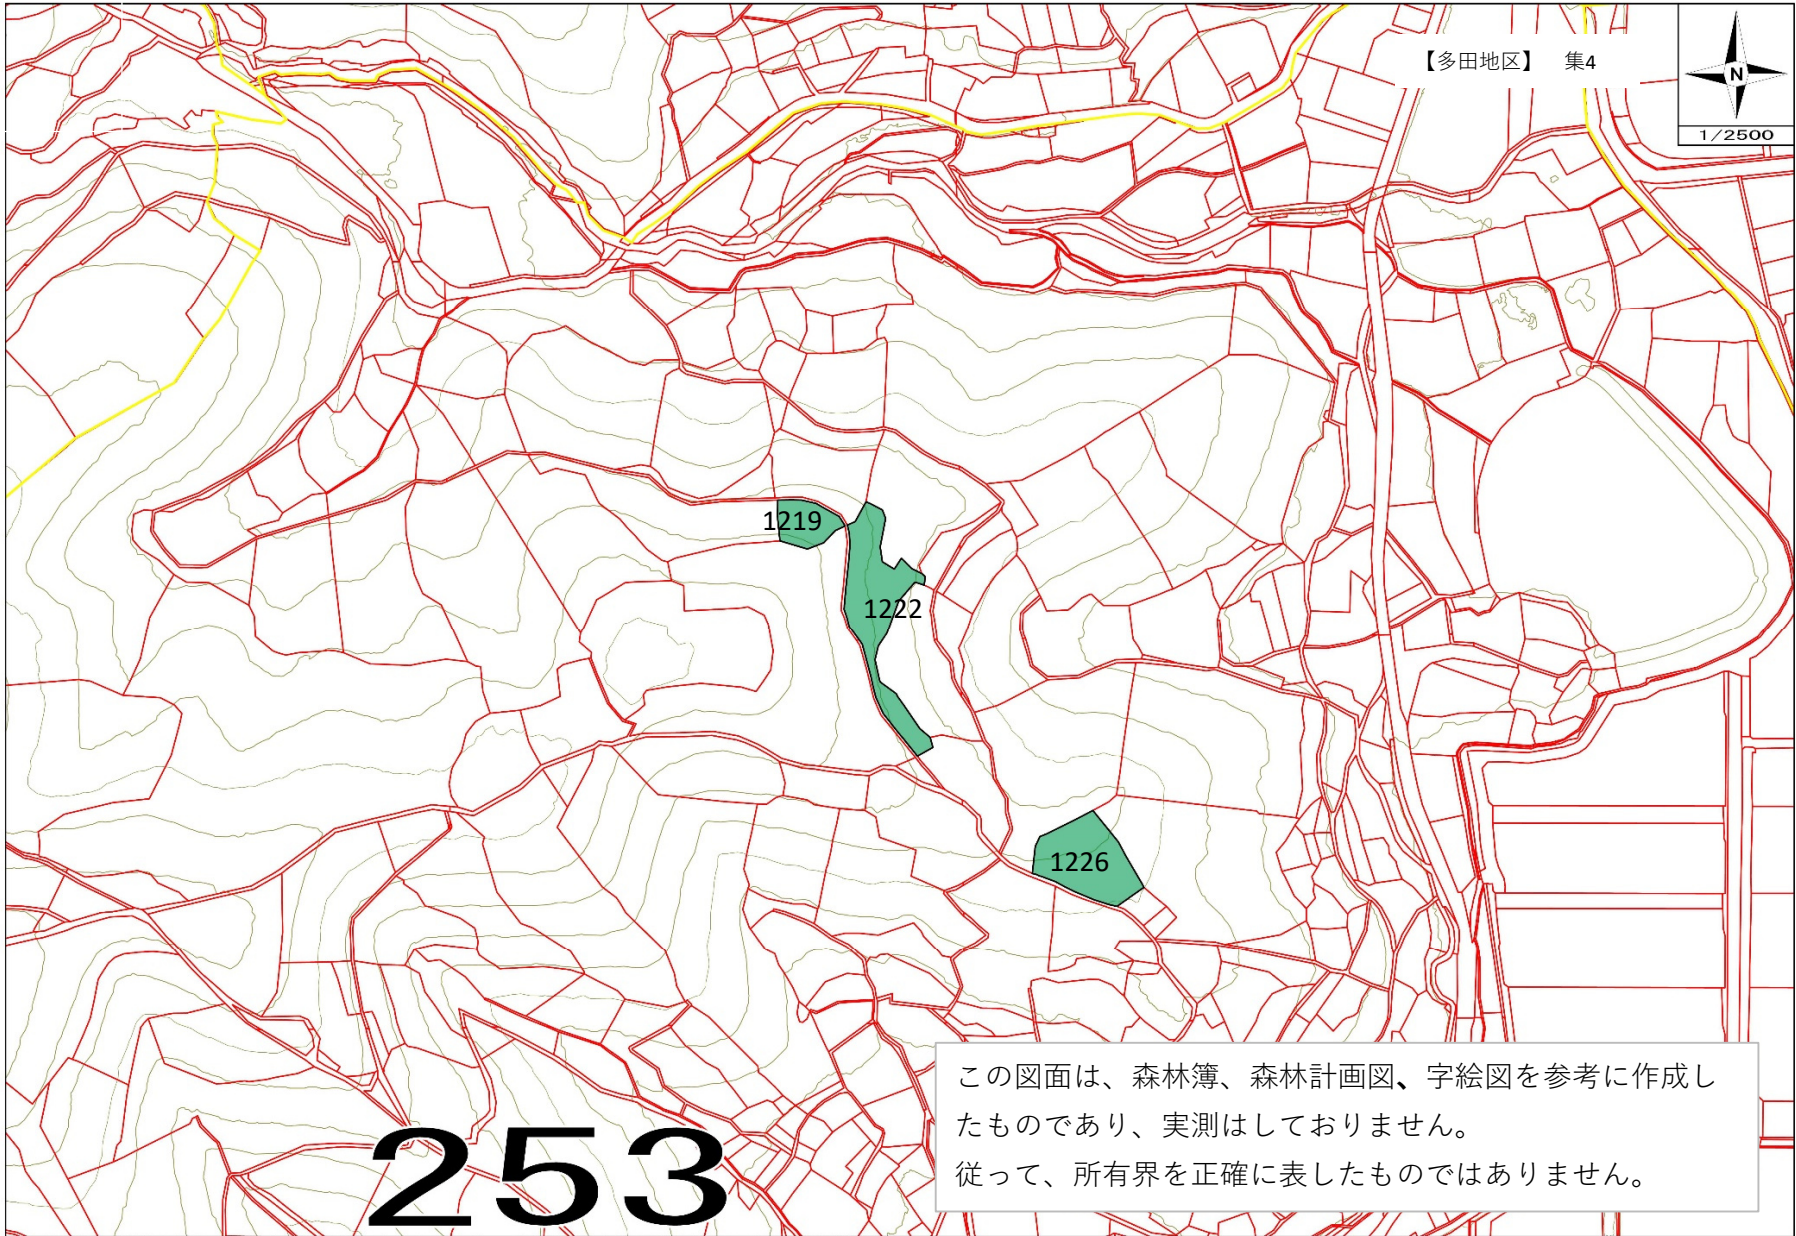 【多田地区】　集4
N
1/2500
1219
1222
1226
253
この図面は、森林簿、森林計画図、字絵図を参考に作成し
たものであり、実測はしておりません。
従って、所有界を正確に表したものではありません。